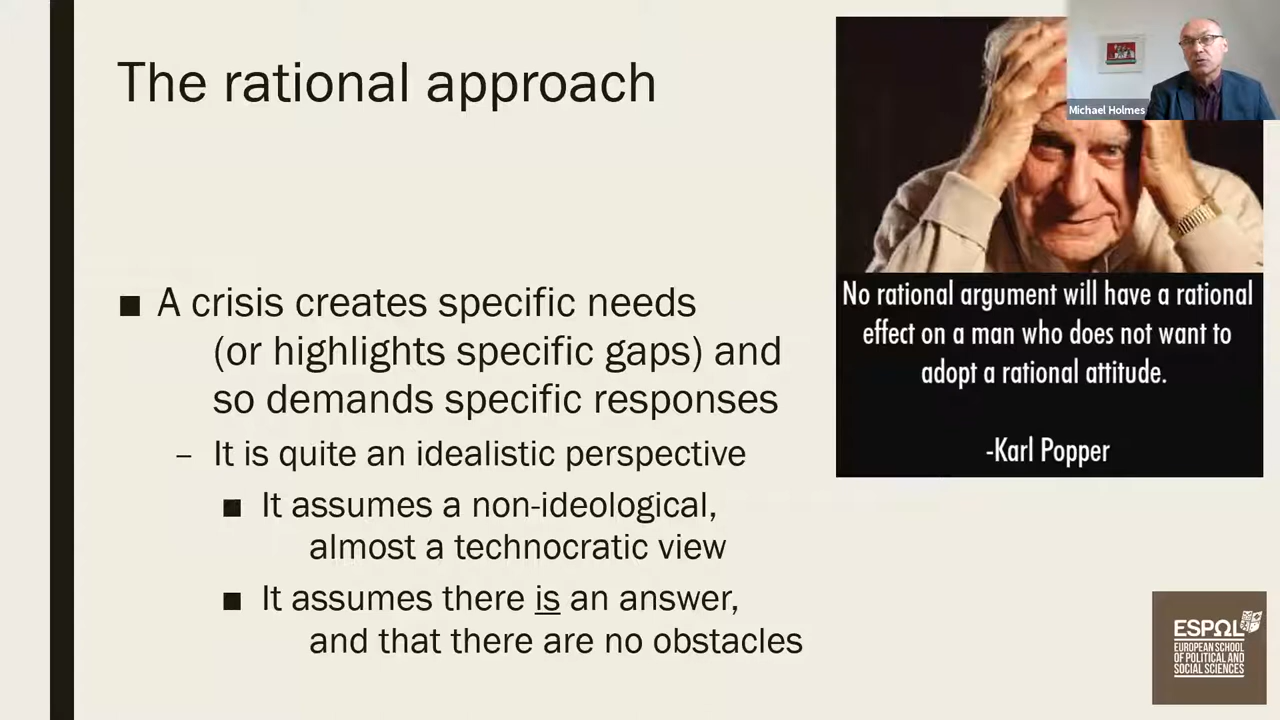 The rational approach
■ A crisis creates specific needs
(or highlights specific gaps) and
so demands specific responses
– It is quite an idealistic perspective
■ It assumes a non-ideological,
almost a technocratic view
■ It assumes there is an answer,
and that there are no obstacles
Michael Holmes
No rational argument will have a rational
effect on a man who does not want to
adopt a rational attitude.
-Karl Popper
ESPΩL
EUROPEAN SCHOOL
OF POLITICAL AND
SOCIAL SCIENCES